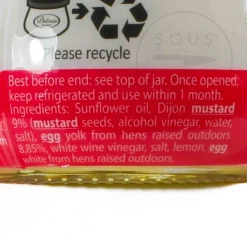 Délouis
SOUS
Please recycle
Best before end: see top of jar. Once opened,
keep refrigerated and use within 1 month.
Ingredients: Sunflower oil, Dijon mustard
9% (mustard seeds, alcohol vinegar, water,
salt), egg yolk from hens raised outdoors
8,85%, white wine vinegar, salt, lemon, egg
white from hens raised outdoors.